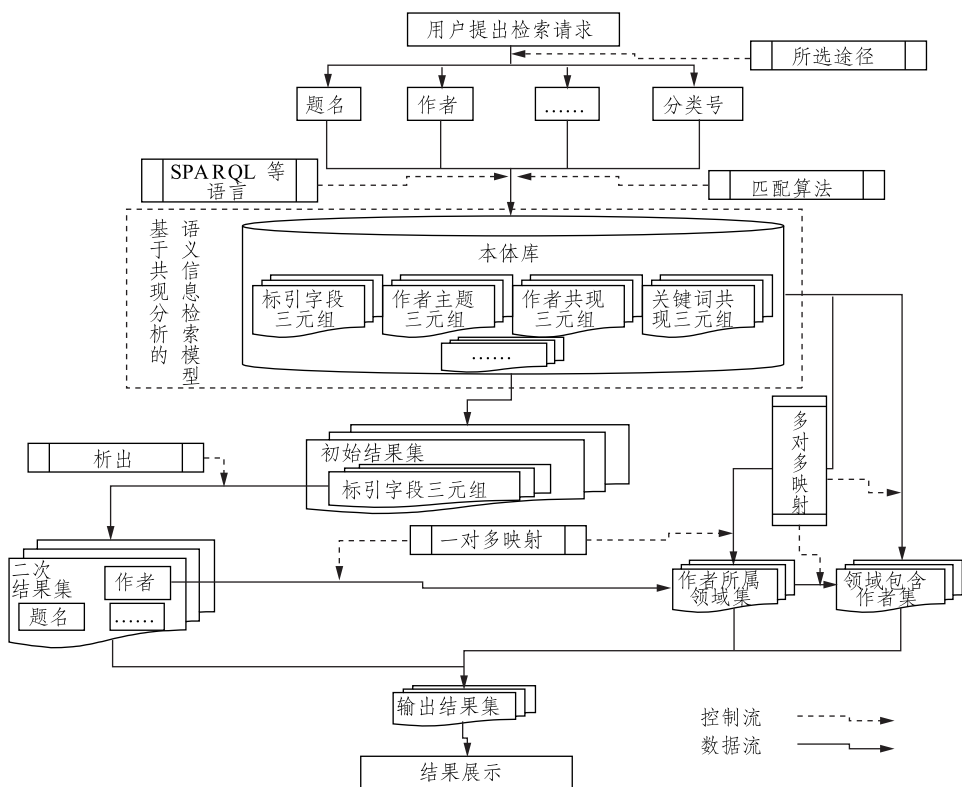 用户提出检索请求
所选途径
题名
作者
……
分类号
SPARQL 等
语言
匹配算法
基于共现分析的
语义信息检索模型
本体库
标引字段
三元组
作者主题
三元组
作者共现
三元组
关键词共
现三元组
……
多对多映射
初始结果集
标引字段三元组
析出
一对多映射
二次
结果集
作者
题名
……
作者所属
领域集
领域包含
作者集
输出结果集
控制流
数据流
结果展示